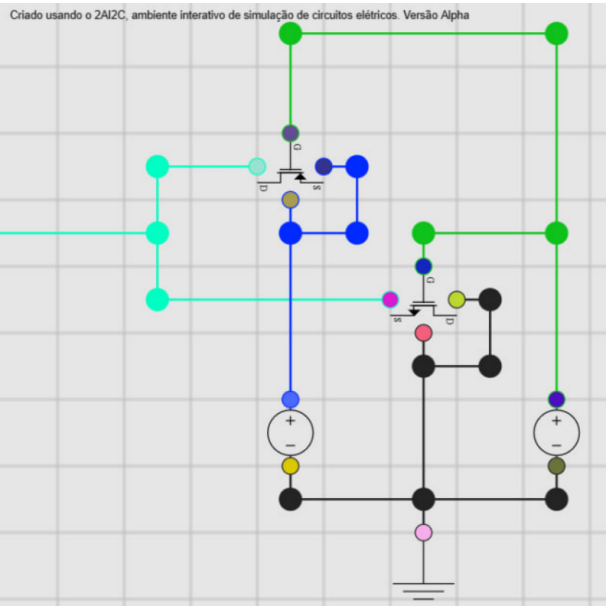 Criado usando o 2AI2C, ambiente interativo de simulação de circuitos elétricos. Versão Alpha
G
D
S
G
S
D
+
−
+
−